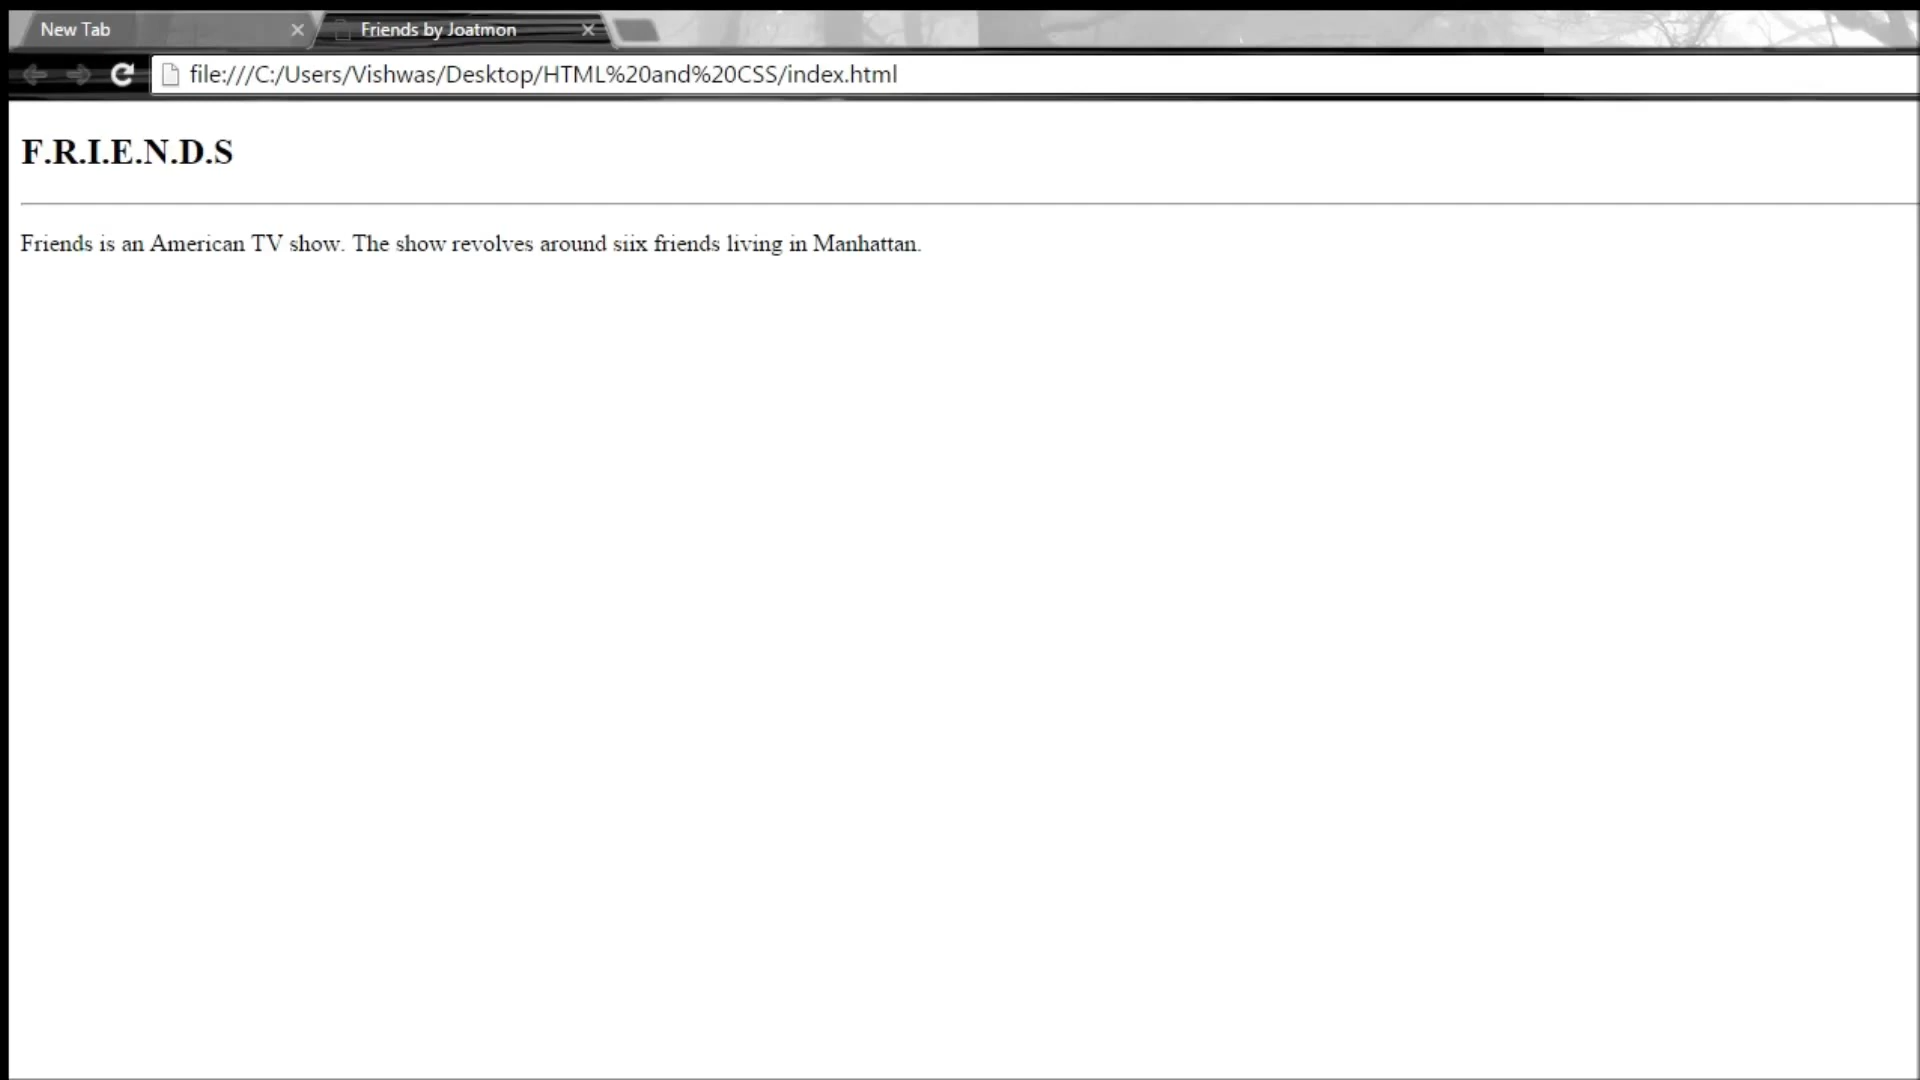 New Tab
Friends by Joatmon
file:///C:/Users/Vishwas/Desktop/HTML%20and%20CSS/index.html
F.R.I.E.N.D.S
Friends is an American TV show. The show revolves around siix friends living in Manhattan.